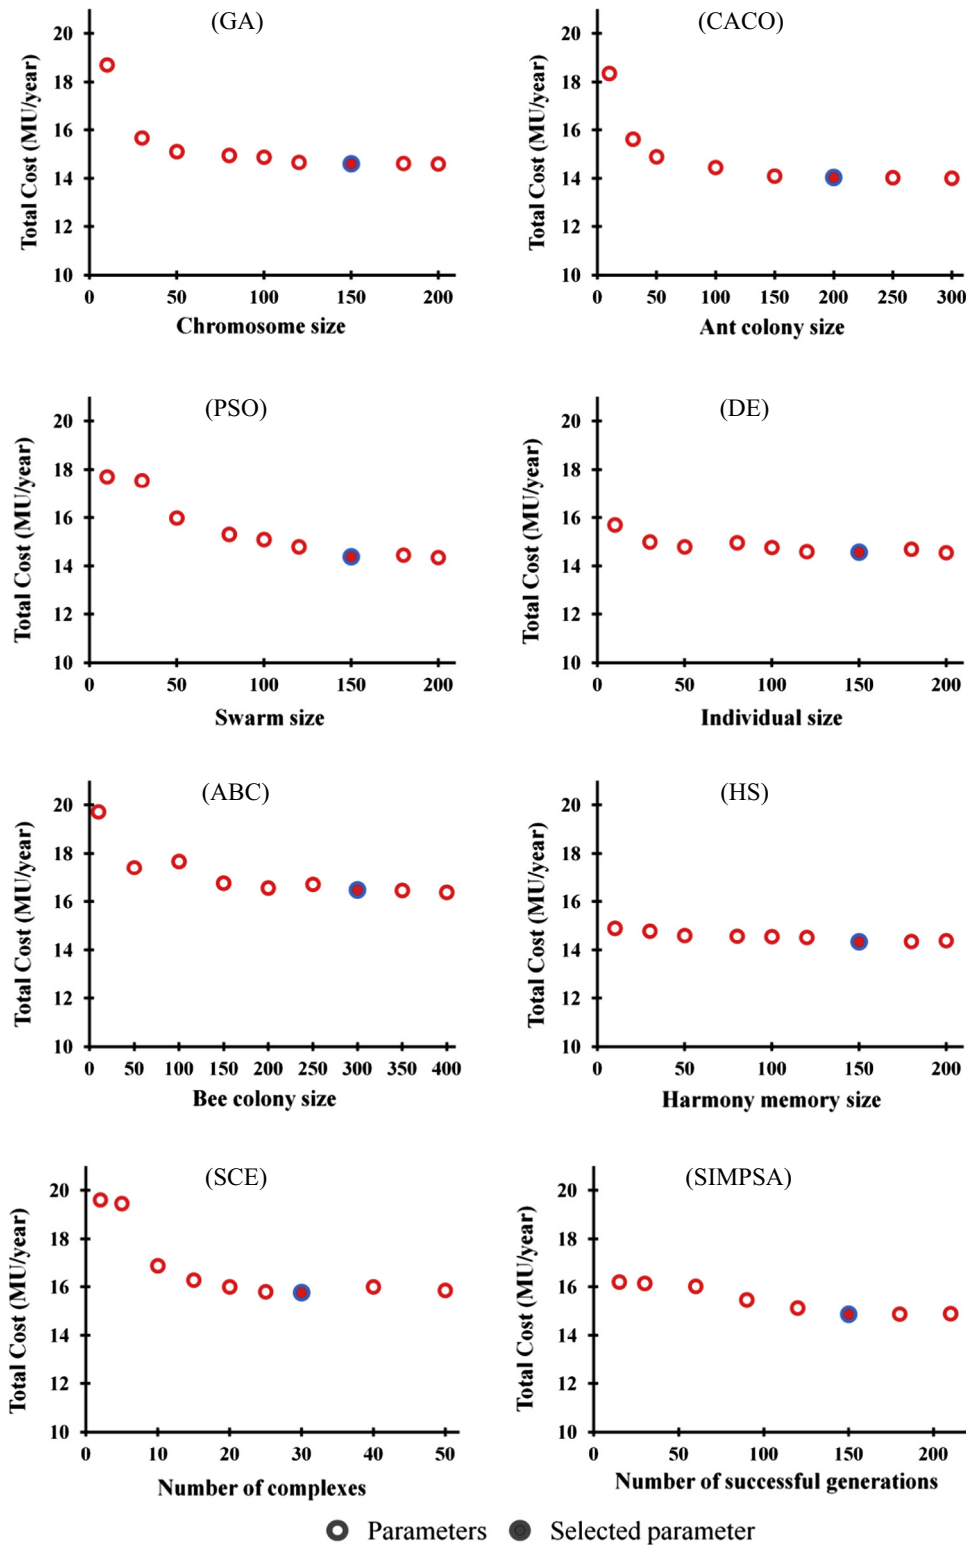 (GA)
Total Cost (MU/year)
20
18
16
14
12
10
0 50 100 150 200
Chromosome size
(CACO)
Total Cost (MU/year)
20
18
16
14
12
10
0 50 100 150 200 250 300
Ant colony size
(PSO)
Total Cost (MU/year)
20
18
16
14
12
10
0 50 100 150 200
Swarm size
(DE)
Total Cost (MU/year)
20
18
16
14
12
10
0 50 100 150 200
Individual size
(ABC)
Total Cost (MU/year)
20
18
16
14
12
10
0 50 100 150 200 250 300 350 400
Bee colony size
(HS)
Total Cost (MU/year)
20
18
16
14
12
10
0 50 100 150 200
Harmony memory size
(SCE)
Total Cost (MU/year)
20
18
16
14
12
10
0 10 20 30 40 50
Number of complexes
(SIMPSA)
Total Cost (MU/year)
20
18
16
14
12
10
0 50 100 150 200
Number of successful generations
Parameters Selected parameter